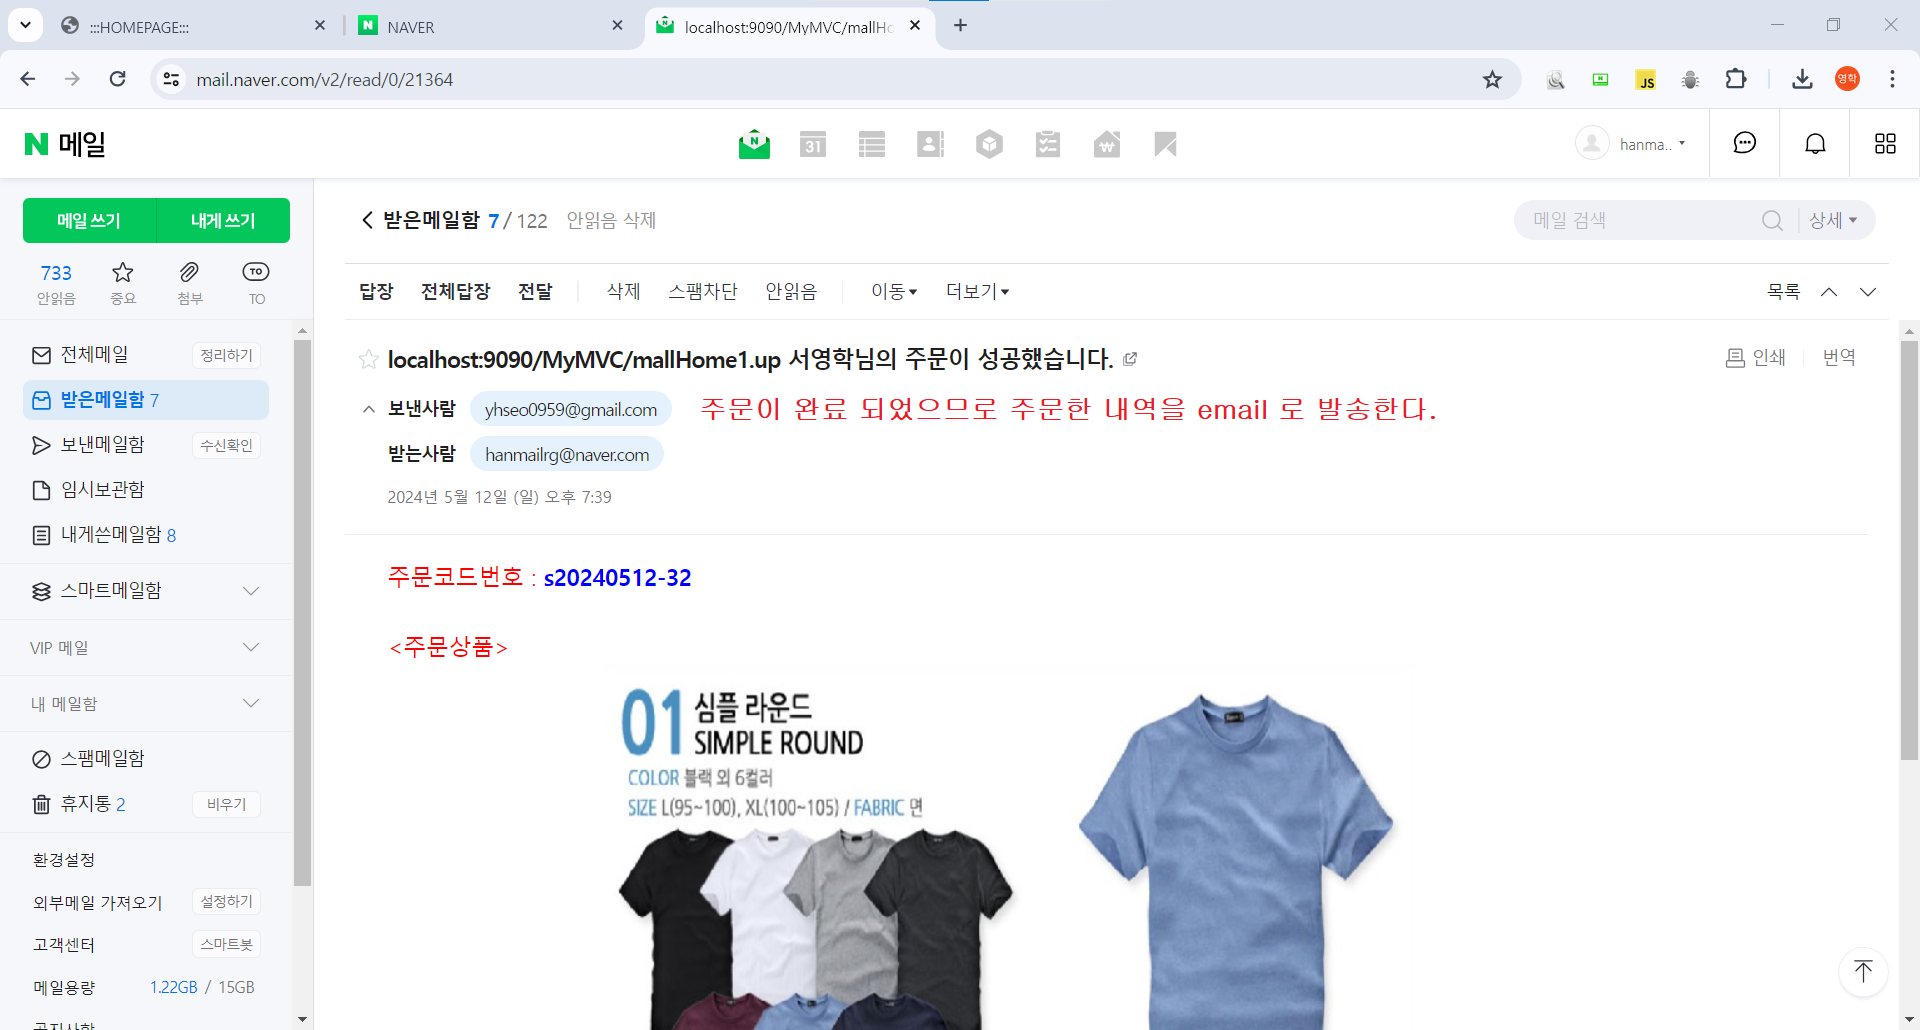 :::HOMEPAGE:::
NAVER
localhost:9090/MyMVC/mallHo
mail.naver.com/v2/read/0/21364
JS
영학
N 메일
N
31
hanma..
메일 쓰기
내게 쓰기
733
안읽음
중요
첨부
TO
TO
전체메일
정리하기
받은메일함 7
보낸메일함
수신확인
임시보관함
내게쓴메일함 8
스마트메일함
VIP 메일
내 메일함
스팸메일함
휴지통 2
비우기
환경설정
외부메일 가져오기
설정하기
고객센터
스마트봇
메일용량
1.22GB / 15GB
공지사항
받은메일함 7 / 122 안읽음 삭제
메일 검색
상세
답장 전체답장 전달 삭제 스팸차단 안읽음 이동 더보기
목록
localhost:9090/MyMVC/mallHome1.up 서영학님의 주문이 성공했습니다.
인쇄
번역
보낸사람 yhseo0959@gmail.com
주문이 완료 되었으므로 주문한 내역을 email 로 발송한다.
받는사람 hanmailrg@naver.com
2024년 5월 12일 (일) 오후 7:39
주문코드번호 : s20240512-32
<주문상품>
01 심플 라운드
SIMPLE ROUND
COLOR 블랙 외 6컬러
SIZE L(95~100), XL(100~105) / FABRIC 면